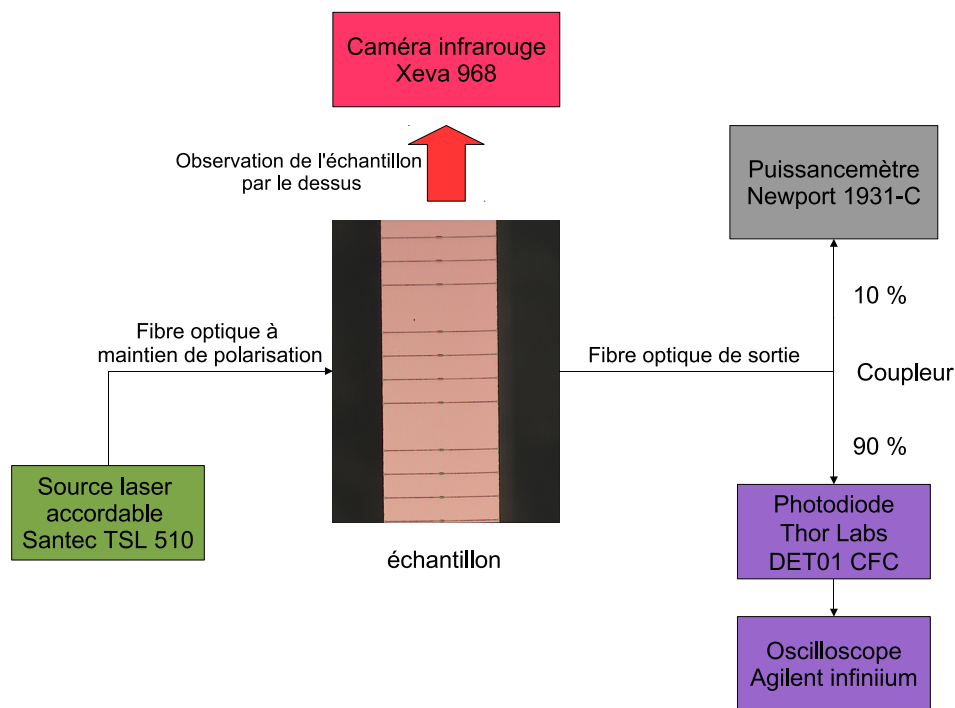 Caméra infrarouge
Xeva 968
Observation de l'échantillon
par le dessus
Puissancemètre
Newport 1931-C
10 %
Fibre optique à
maintien de polarisation
Fibre optique de sortie
Coupleur
90 %
Source laser
accordable
Santec TSL 510
échantillon
Photodiode
Thor Labs
DET01 CFC
Oscilloscope
Agilent infiniium